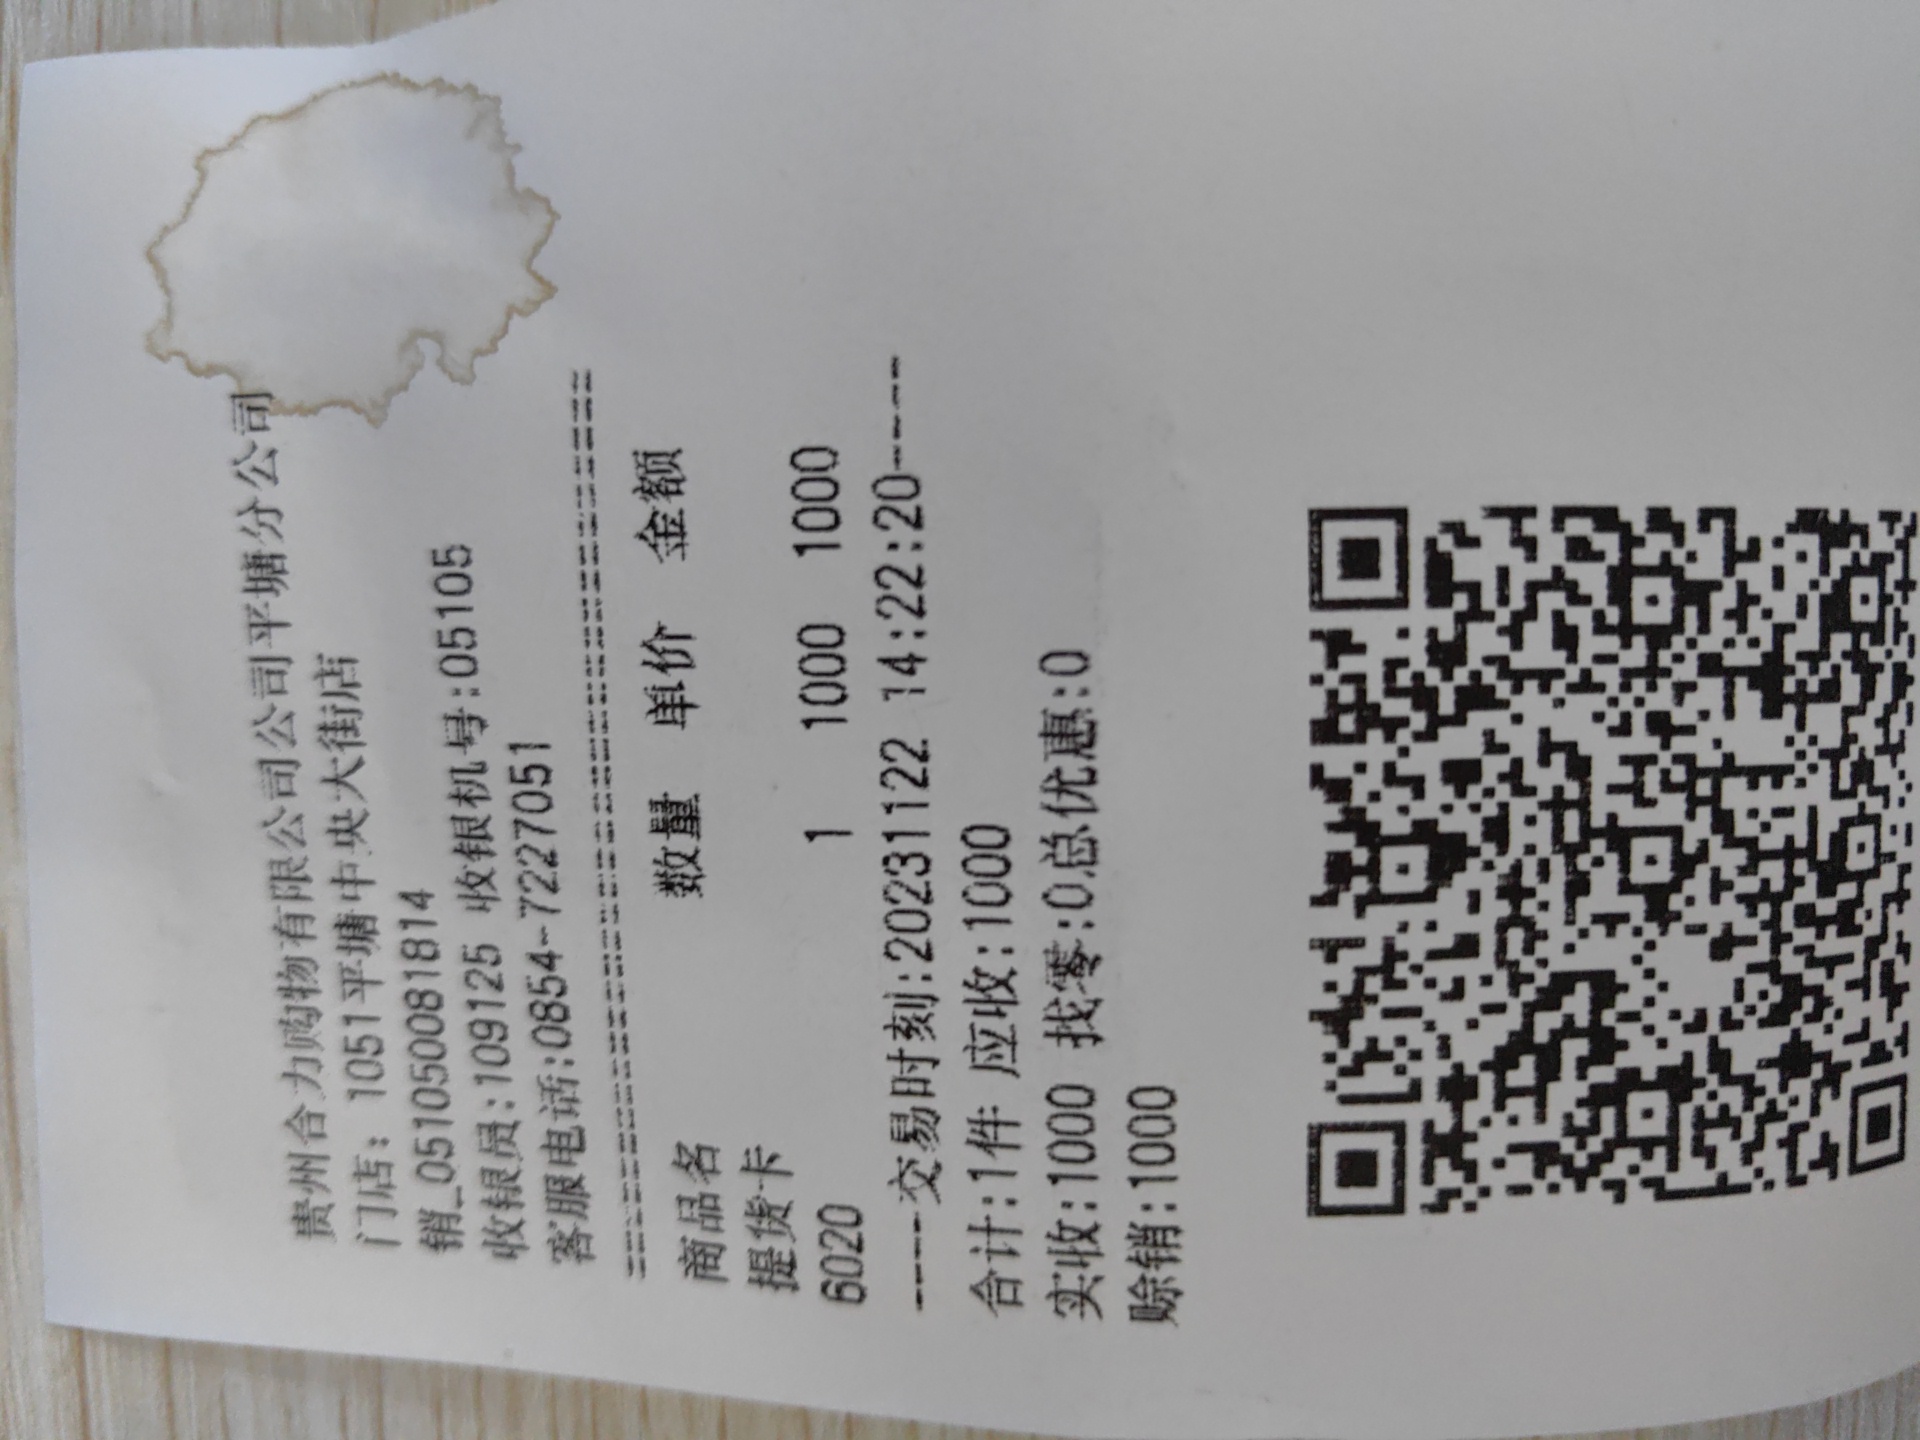 贵州合力购物有限公司公司平塘分公司
门店: 1051平塘中央大街店
销_051050081814
收银员:109125 收银机号:05105
客服电话:0854-7227051
商品名 数量 单价 金额
提货卡
6020 1 1000 1000
----交易时刻:20231122 14:22:20----
合计:1件 应收:1000
实收:1000 找零:0总优惠:0
赊销:1000